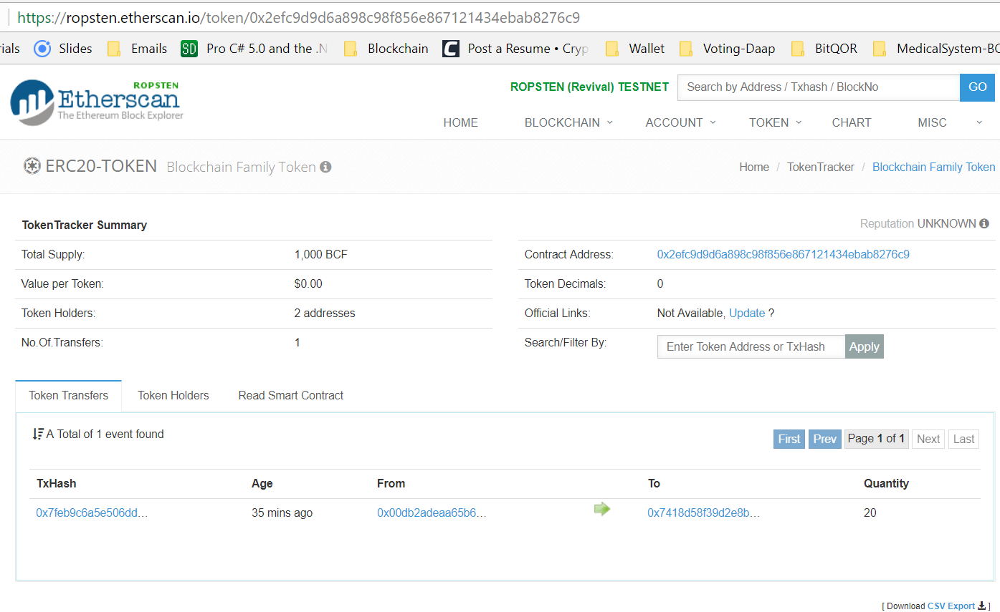 https://ropsten.etherscan.io/token/0x2efc9d9d6a898c98f856e867121434ebab8276c9
rials Slides Emails SD Pro C# 5.0 and the .N Blockchain C Post a Resume • Cryp Wallet Voting-Daap BitQOR MedicalSystem-BC
ROPSTEN
Etherscan
The Ethereum Block Explorer
ROPSTEN (Revival) TESTNET Search by Address / Txhash / BlockNo GO
HOME BLOCKCHAIN ACCOUNT TOKEN CHART MISC
ERC20-TOKEN Blockchain Family Token Home / TokenTracker / Blockchain Family Token
TokenTracker Summary Reputation UNKNOWN
Total Supply: 1,000 BCF Contract Address: 0x2efc9d9d6a898c98f856e867121434ebab8276c9
Value per Token: $0.00 Token Decimals: 0
Token Holders: 2 addresses Official Links: Not Available, Update ?
No.Of.Transfers: 1 Search/Filter By: Enter Token Address or TxHash Apply
Token Transfers Token Holders Read Smart Contract
A Total of 1 event found First Prev Page 1 of 1 Next Last
TxHash Age From To Quantity
0x7feb9c6a5e506dd... 35 mins ago 0x00db2adeaa65b6... 0x7418d58f39d2e8b... 20
[ Download CSV Export ]